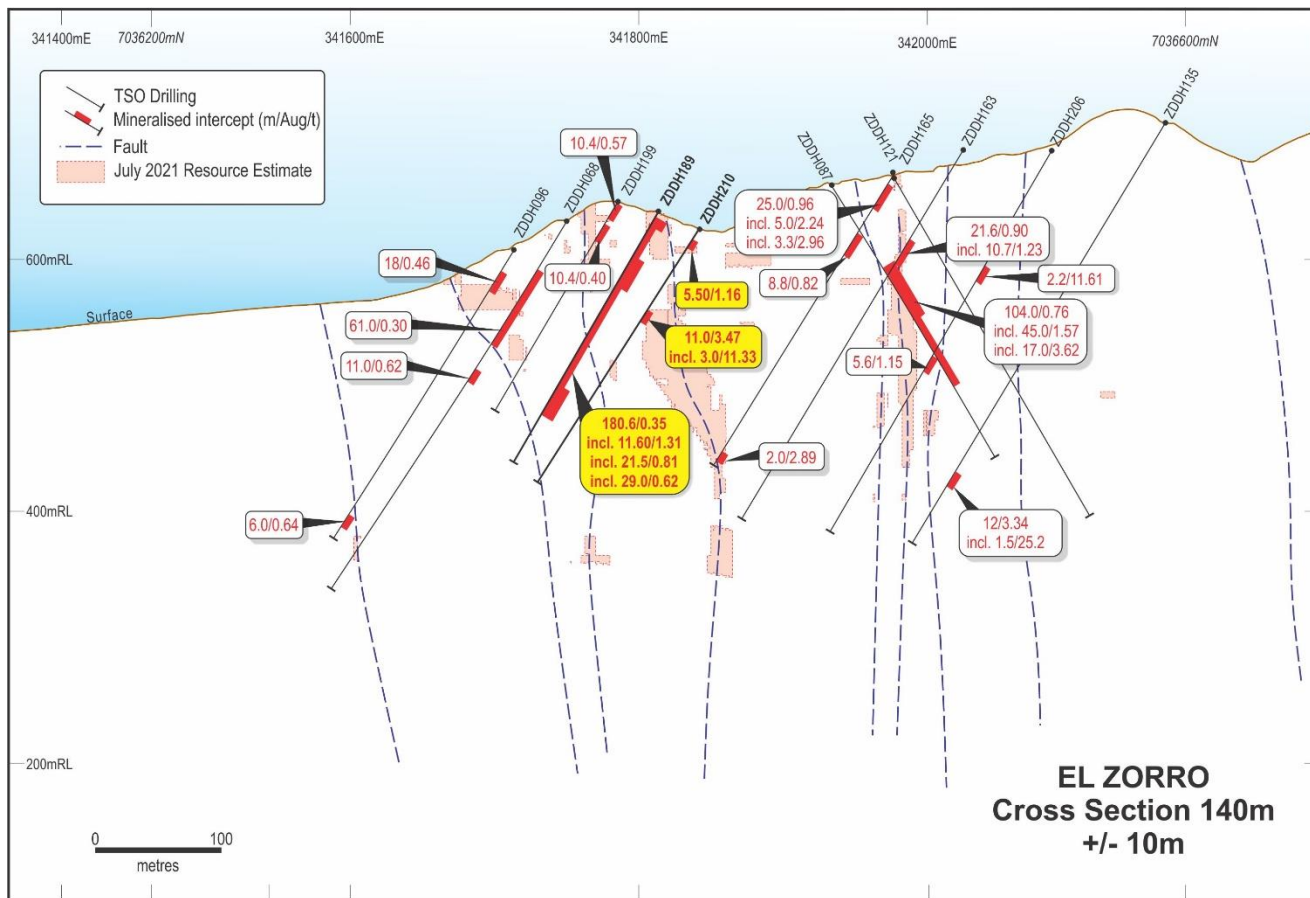 341400mE
7036200mN
341600mE
341800mE
342000mE
7036600mN
TSO Drilling
Mineralised intercept (m/Aug/t)
Fault
July 2021 Resource Estimate
ZDDH096
ZDDH068
ZDDH199
ZDDH189
ZDDH210
ZDDH087
ZDDH121
ZDDH165
ZDDH163
ZDDH206
ZDDH135
10.4/0.57
25.0/0.96
incl. 5.0/2.24
incl. 3.3/2.96
21.6/0.90
incl. 10.7/1.23
600mRL
18/0.46
10.4/0.40
8.8/0.82
2.2/11.61
5.50/1.16
Surface
61.0/0.30
11.0/3.47
incl. 3.0/11.33
104.0/0.76
incl. 45.0/1.57
incl. 17.0/3.62
11.0/0.62
5.6/1.15
180.6/0.35
incl. 11.60/1.31
incl. 21.5/0.81
incl. 29.0/0.62
2.0/2.89
400mRL
6.0/0.64
12/3.34
incl. 1.5/25.2
200mRL
EL ZORRO
Cross Section 140m
+/- 10m
0 100
metres